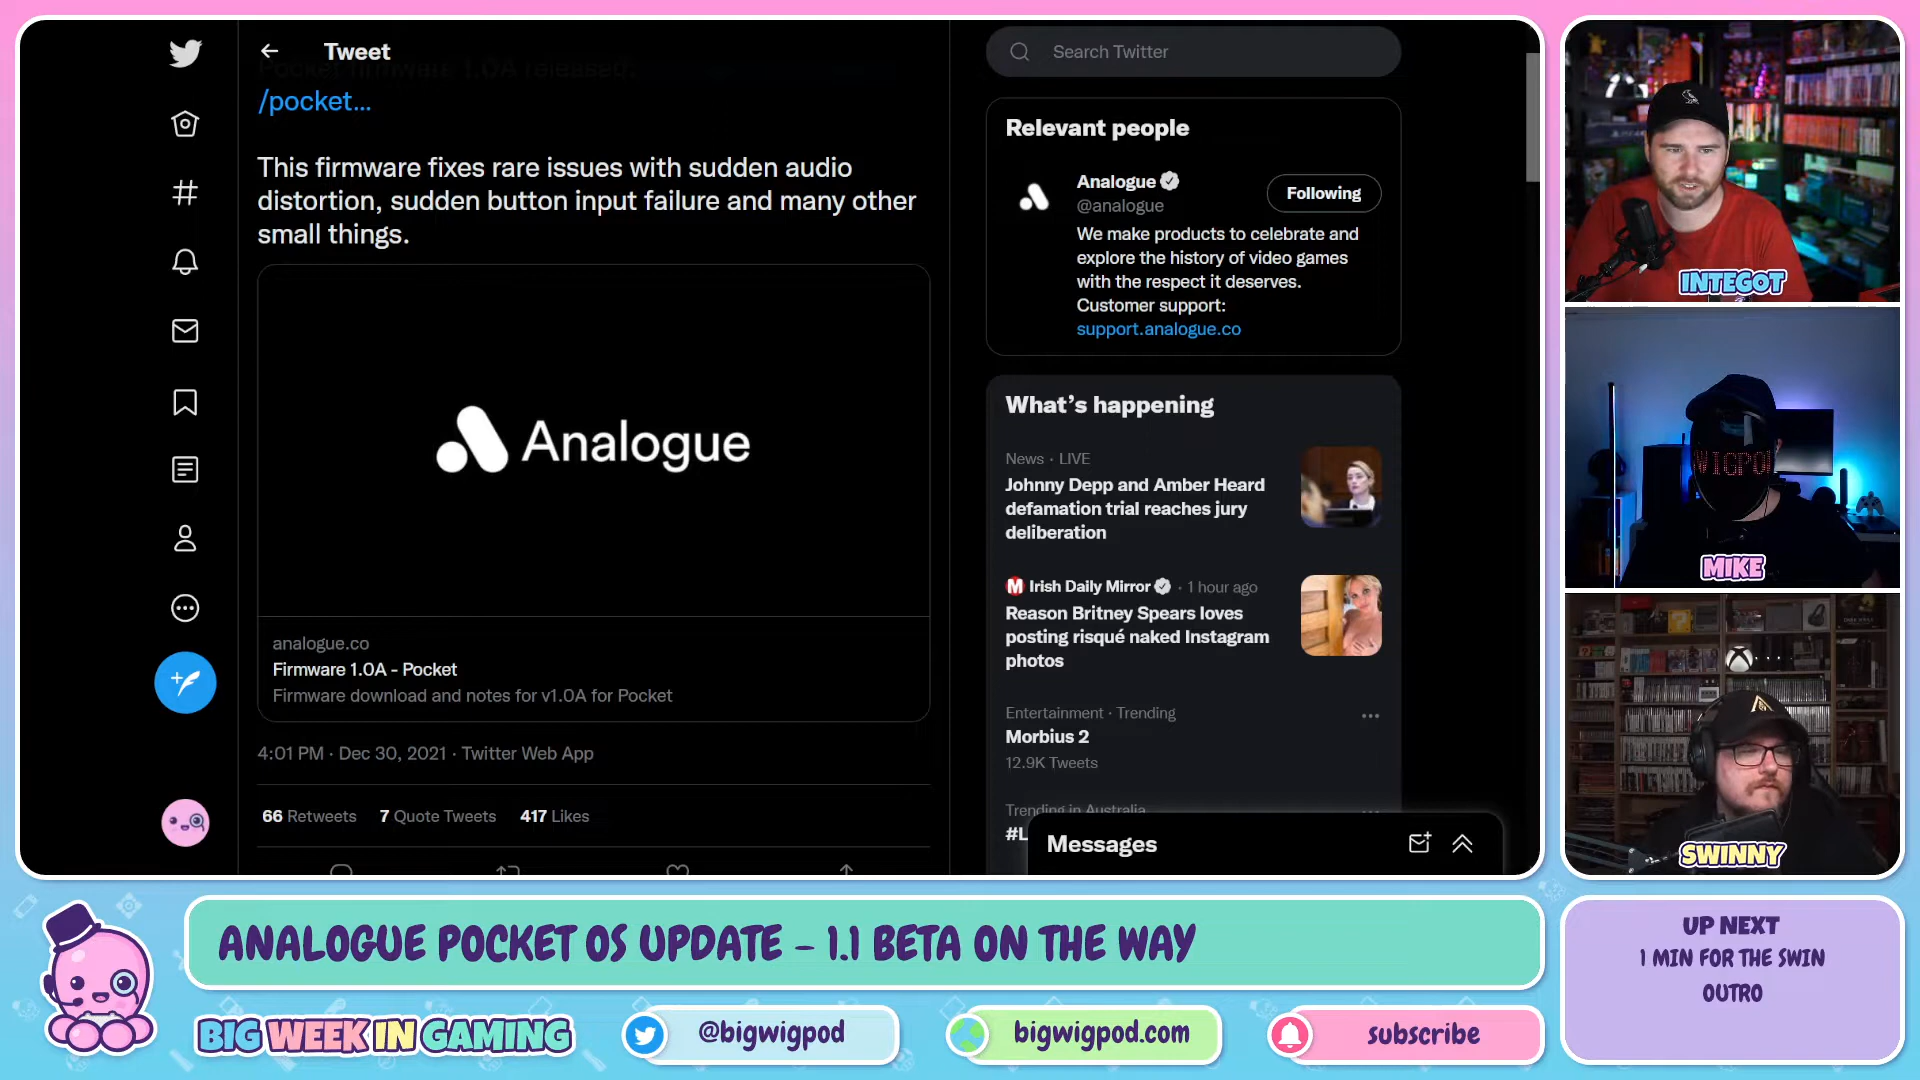 Tweet
Pocket firmware 1.0A released.
/pocket...
This firmware fixes rare issues with sudden audio
distortion, sudden button input failure and many other
small things.
Analogue
analogue.co
Firmware 1.0A - Pocket
Firmware download and notes for v1.0A for Pocket
4:01 PM · Dec 30, 2021 · Twitter Web App
66 Retweets 7 Quote Tweets 417 Likes
Search Twitter
Relevant people
Analogue
@analogue
Following
We make products to celebrate and
explore the history of video games
with the respect it deserves.
Customer support:
support.analogue.co
What's happening
News · LIVE
Johnny Depp and Amber Heard
defamation trial reaches jury
deliberation
Irish Daily Mirror · 1 hour ago
Reason Britney Spears loves
posting risqué naked Instagram
photos
Entertainment · Trending
Morbius 2
12.9K Tweets
Trending in Australia
#L
Messages
INTEGOT
WIGPO
MIKE
SWINNY
ANALOGUE POCKET OS UPDATE - 1.1 BETA ON THE WAY
BIG WEEK IN GAMING
@bigwigpod
bigwigpod.com
subscribe
UP NEXT
1 MIN FOR THE SWIN
OUTRO